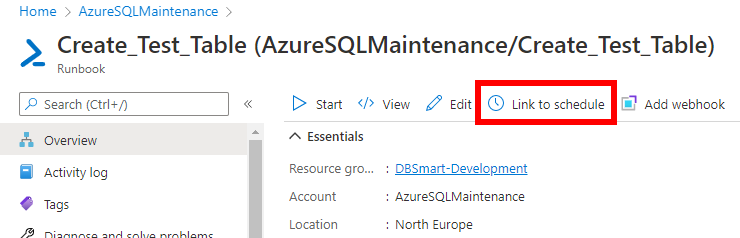 Home > AzureSQLMaintenance >
Create_Test_Table (AzureSQLMaintenance/Create_Test_Table)
Runbook
Search (Ctrl+/) «
Start View Edit Link to schedule Add webhook
Overview
Activity log
Tags
Diagnose and solve problems
Essentials
Resource gro... : DBSmart-Development
Account : AzureSQLMaintenance
Location : North Europe